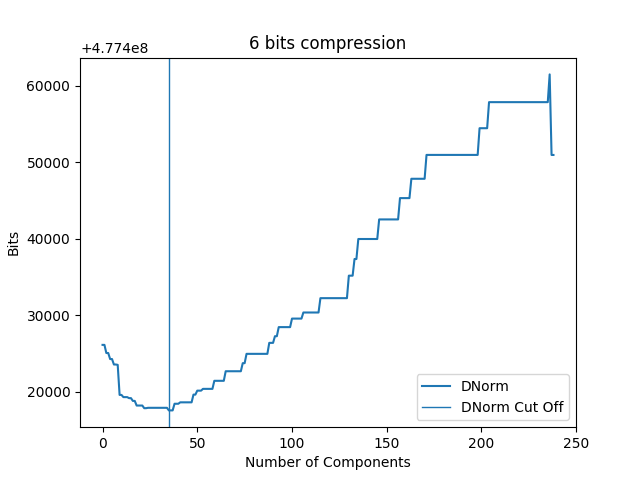 6 bits compression
+4.774e8
60000
50000
40000
30000
20000
Bits
0 50 100 150 200 250
Number of Components
DNorm
DNorm Cut Off